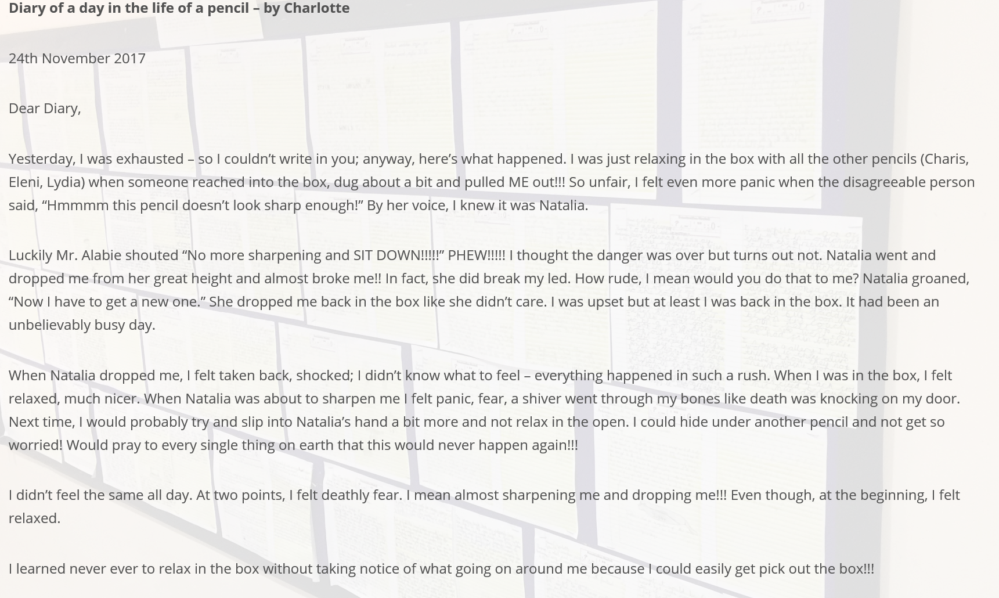 Diary of a day in the life of a pencil – by Charlotte
24th November 2017
Dear Diary,
Yesterday, I was exhausted – so I couldn’t write in you; anyway, here’s what happened. I was just relaxing in the box with all the other pencils (Charis,
Eleni, Lydia) when someone reached into the box, dug about a bit and pulled ME out!!! So unfair, I felt even more panic when the disagreeable person
said, “Hmmmm this pencil doesn’t look sharp enough!” By her voice, I knew it was Natalia.
Luckily Mr. Alabie shouted “No more sharpening and SIT DOWN!!!!!” PHEW!!!!! I thought the danger was over but turns out not. Natalia went and
dropped me from her great height and almost broke me!! In fact, she did break my led. How rude, I mean would you do that to me? Natalia groaned,
“Now I have to get a new one.” She dropped me back in the box like she didn’t care. I was upset but at least I was back in the box. It had been an
unbelievably busy day.
When Natalia dropped me, I felt taken back, shocked; I didn’t know what to feel – everything happened in such a rush. When I was in the box, I felt
relaxed, much nicer. When Natalia was about to sharpen me I felt panic, fear, a shiver went through my bones like death was knocking on my door.
Next time, I would probably try and slip into Natalia’s hand a bit more and not relax in the open. I could hide under another pencil and not get so
worried! Would pray to every single thing on earth that this would never happen again!!!
I didn’t feel the same all day. At two points, I felt deathly fear. I mean almost sharpening me and dropping me!!! Even though, at the beginning, I felt
relaxed.
I learned never ever to relax in the box without taking notice of what going on around me because I could easily get pick out the box!!!